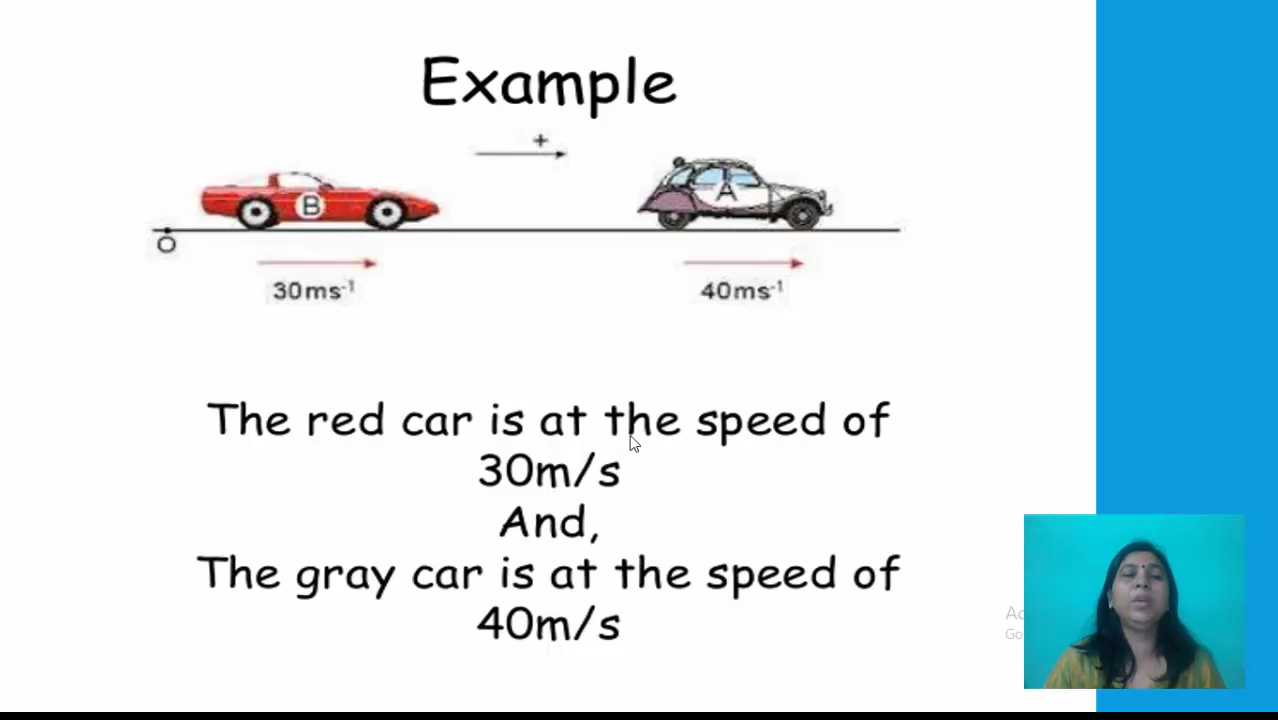 Example
+
B
A
O
30ms⁻¹
40ms⁻¹
The red car is at the speed of
30m/s
And,
The gray car is at the speed of
40m/s
Go